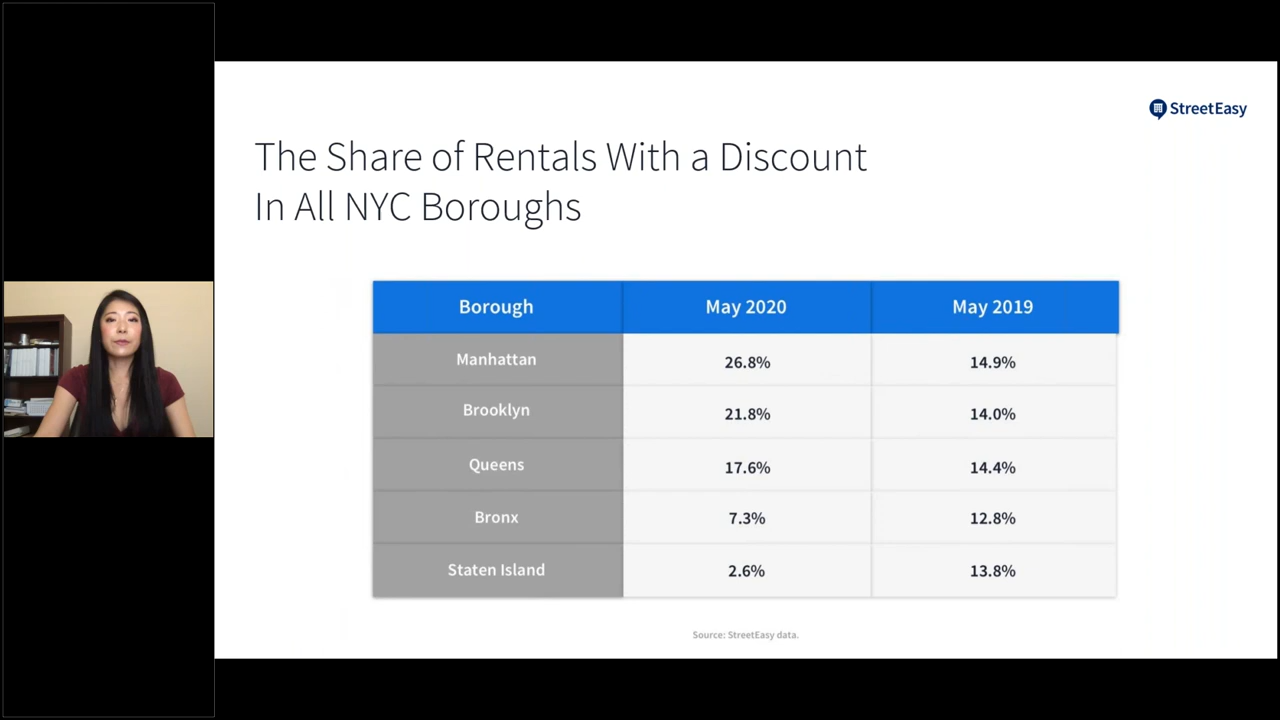 StreetEasy
The Share of Rentals With a Discount
In All NYC Boroughs
Borough May 2020 May 2019
Manhattan 26.8% 14.9%
Brooklyn 21.8% 14.0%
Queens 17.6% 14.4%
Bronx 7.3% 12.8%
Staten Island 2.6% 13.8%
Source: StreetEasy data.